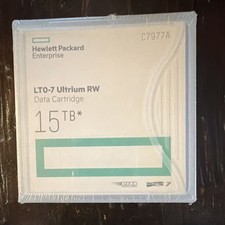 Hewlett Packard
Enterprise
C7977A
LTO-7 Ultrium RW
Data Cartridge
15TB*